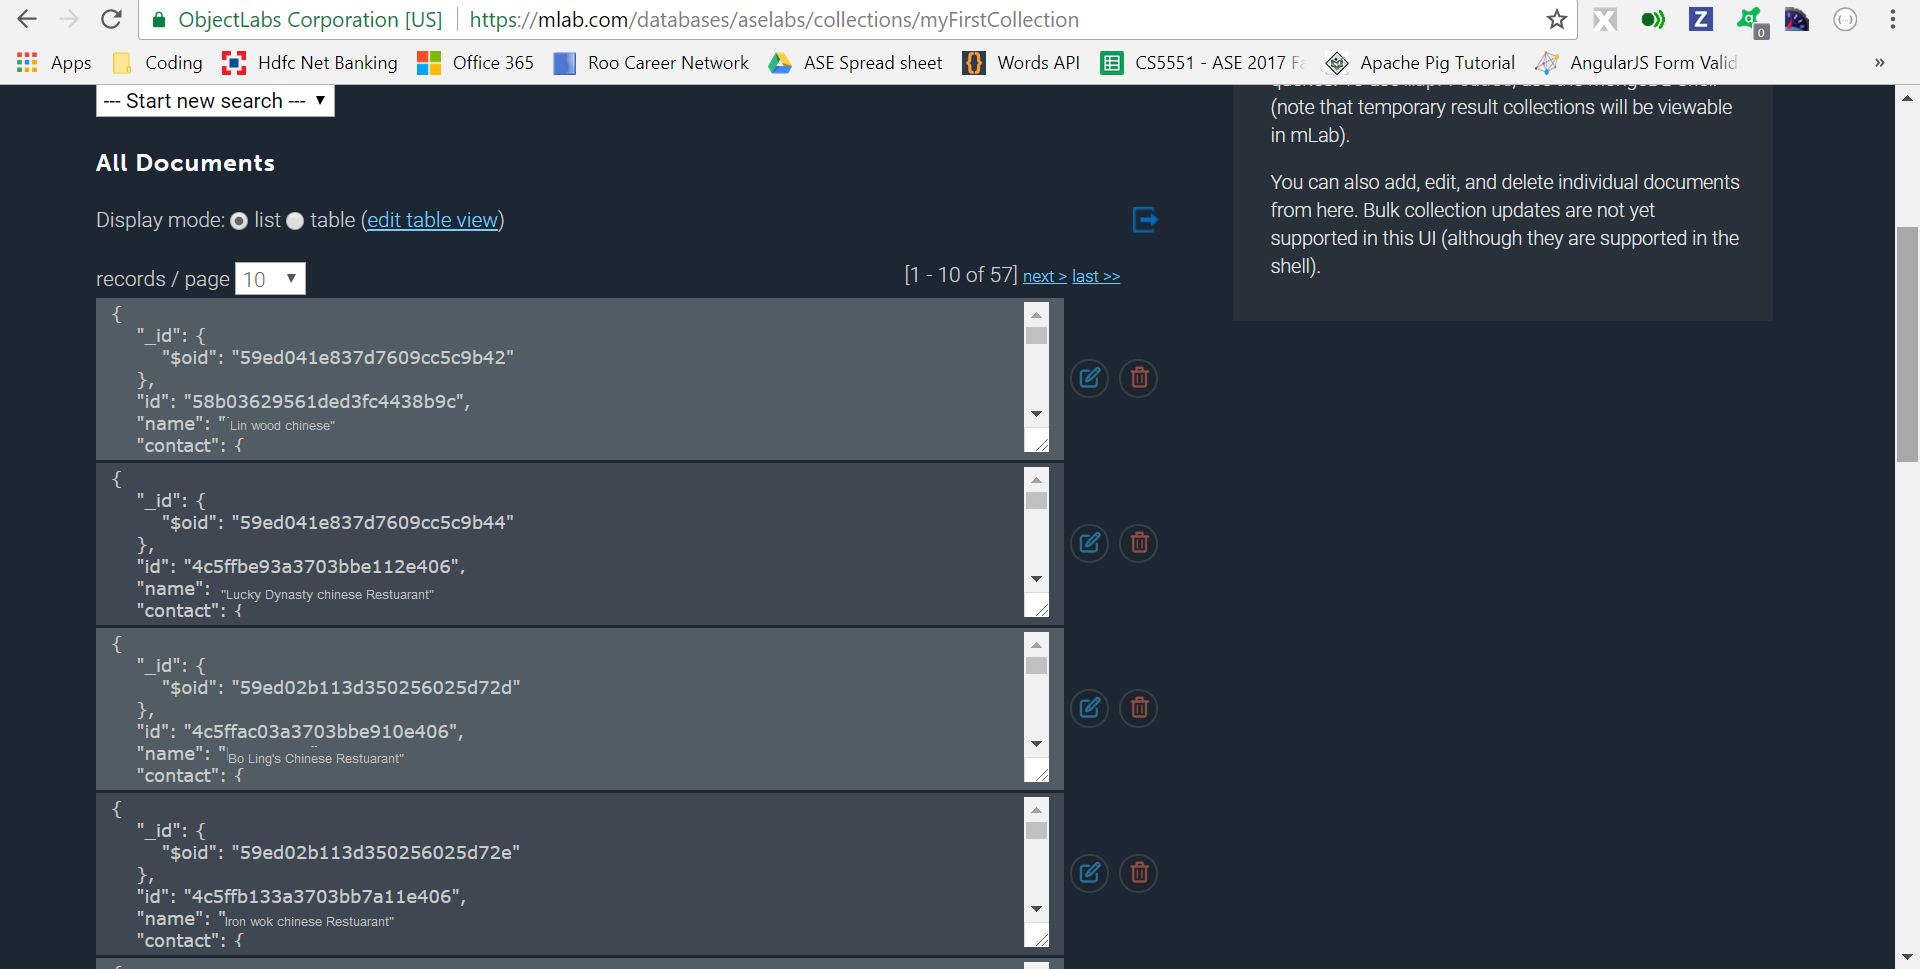 ObjectLabs Corporation [US] https://mlab.com/databases/aselabs/collections/myFirstCollection
Apps Coding Hdfc Net Banking Office 365 Roo Career Network ASE Spread sheet Words API CS5551 - ASE 2017 Fa Apache Pig Tutorial AngularJS Form Valid »
--- Start new search ---
(note that temporary result collections will be viewable
in mLab).
All Documents
You can also add, edit, and delete individual documents
from here. Bulk collection updates are not yet
supported in this UI (although they are supported in the
shell).
Display mode: list table (edit table view)
records / page 10 [1 - 10 of 57] next > last >>
{
"_id": {
"$oid": "59ed041e837d7609cc5c9b42"
},
"id": "58b03629561ded3fc4438b9c",
"name": "Lin wood chinese"
"contact": {
{
"_id": {
"$oid": "59ed041e837d7609cc5c9b44"
},
"id": "4c5ffbe93a3703bbe112e406",
"name": "Lucky Dynasty chinese Restuarant"
"contact": {
{
"_id": {
"$oid": "59ed02b113d350256025d72d"
},
"id": "4c5ffac03a3703bbe910e406",
"name": "Bo Ling's Chinese Restuarant"
"contact": {
{
"_id": {
"$oid": "59ed02b113d350256025d72e"
},
"id": "4c5ffb133a3703bb7a11e406",
"name": "Iron wok chinese Restuarant"
"contact": {